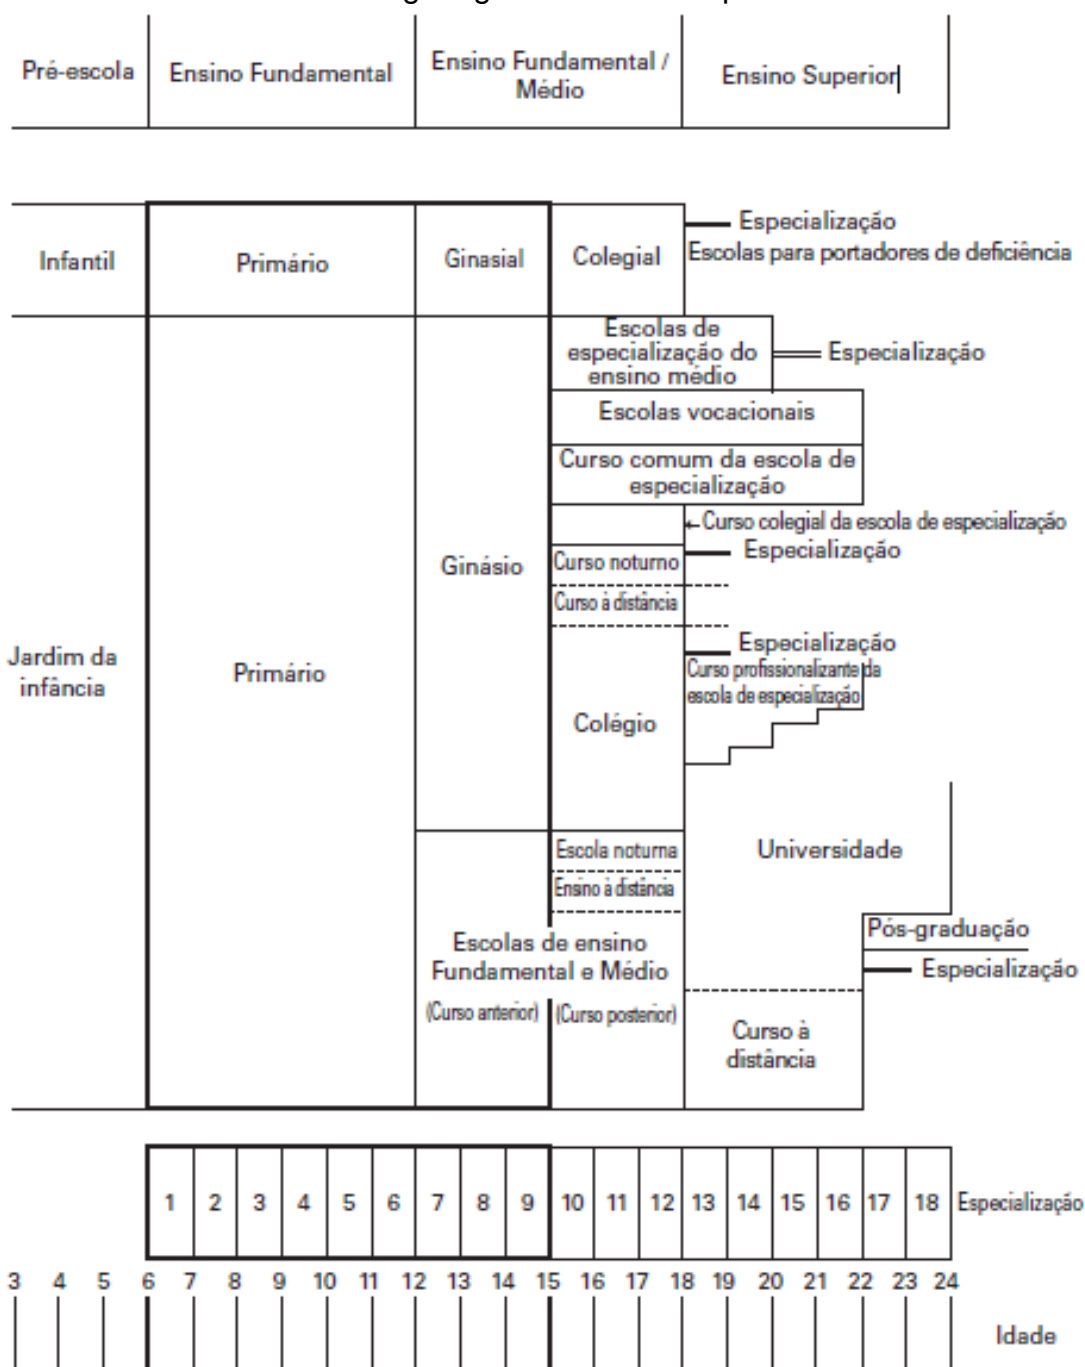 Pré-escola
Ensino Fundamental
Ensino Fundamental /
Médio
Ensino Superior
Infantil
Primário
Ginasial
Colegial
Especialização
Escolas para portadores de deficiência
Escolas de
especialização do
ensino médio
Especialização
Escolas vocacionais
Curso comum da escola de
especialização
Curso colegial da escola de especialização
Especialização
Curso noturno
Curso à distância
Ginásio
Jardim da
infância
Primário
Especialização
Curso profissionalizante da
escola de especialização
Colégio
Escola noturna
Ensino à distância
Universidade
Escolas de ensino
Fundamental e Médio
(Curso anterior) (Curso posterior)
Pós-graduação
Especialização
Curso à
distância
1 2 3 4 5 6 7 8 9 10 11 12 13 14 15 16 17 18 Especialização
3 4 5 6 7 8 9 10 11 12 13 14 15 16 17 18 19 20 21 22 23 24
Idade